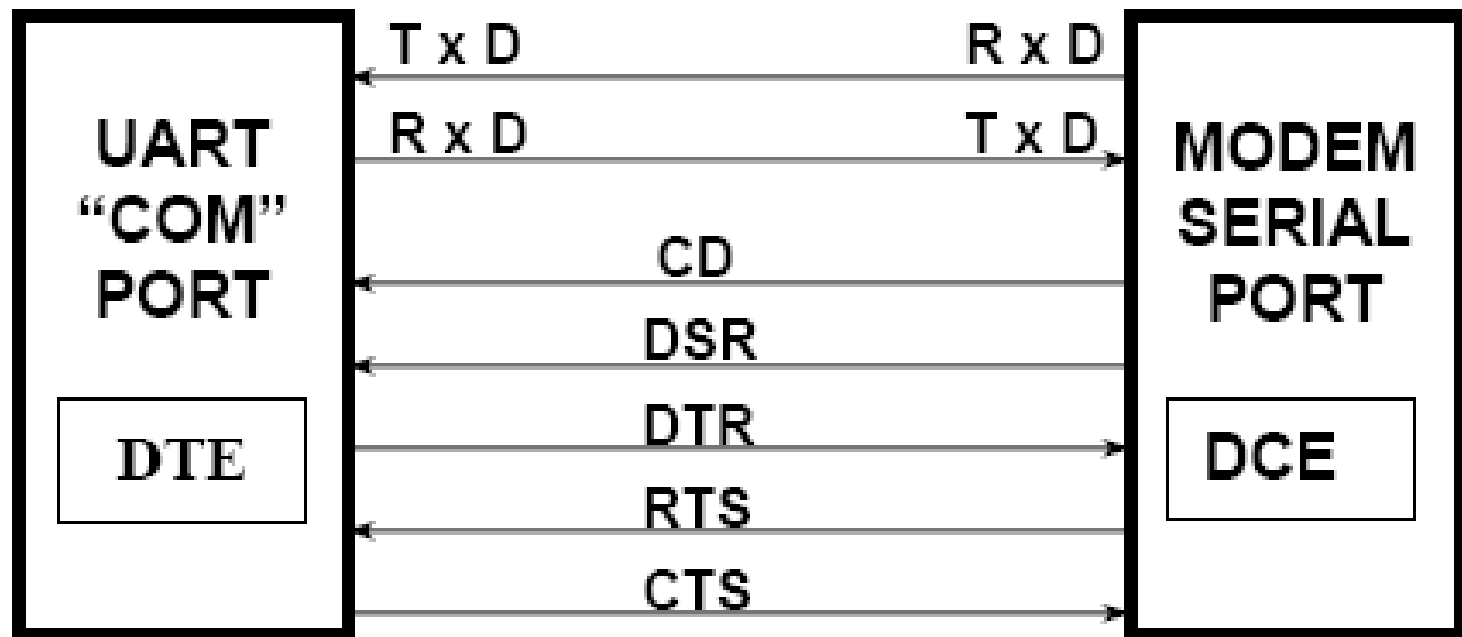 T x D
R x D
R x D
T x D
UART
“COM”
PORT
MODEM
SERIAL
PORT
CD
DSR
DTR
RTS
CTS
DTE
DCE